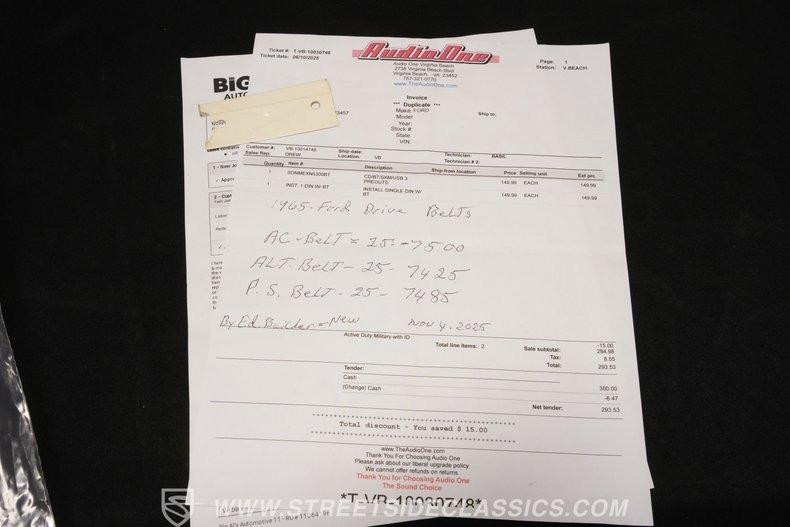 Ticket #: T-VB-10030748
Ticket date: 06/10/2025
AudioOne
Audio One Virginia Beach
2739 Virginia Beach Blvd
Virginia Beach, VA 23452
757-321-0770
www.TheAudioOne.com
Page: 1
Station: V.BEACH-
BiG
AUTO
23457
Invoice
*** Duplicate ***
Make: FORD
Model:
Year:
Stock #:
State:
VIN:
Ship to:
Customer #: VB-10014748 Ship date: Technician: BASIL
Sales Rep: DREW Location: VB Technician # 2:
Quantity Item # Description Ship-from location Price Selling unit Ext prc
1 SONMEXN5300BT CD/BT/SXM/USB 3 PREOUTS 149.99 EACH 149.99
1 INST. 1 DIN W/ BT INSTALL SINGLE DIN W/ BT 149.99 EACH 149.99
1 - New Jo
2 - Cust
Labor
1965-Ford Drive Belts
AC-Belt = 25-7500
ALT. Belt - 25 - 7425
P.S. Belt - 25 - 7485
By Ed. Builder - New Nov 4, 2025
Active Duty Military with ID -15.00
Total line items: 2 Sale subtotal: 284.98
Tax: 8.55
Total: 293.53
Tender:
Cash 300.00
(Change) Cash -6.47
Net tender: 293.53
Total discount - You saved $ 15.00
www.TheAudioOne.com
Thank You For Choosing Audio One
Please ask about our liberal upgrade policy.
We cannot offer refunds on returns.
Thank You for Choosing Audio One
The Sound Choice
*T-VB-10030748*
WWW.STREETSIDECLASSICS.COM